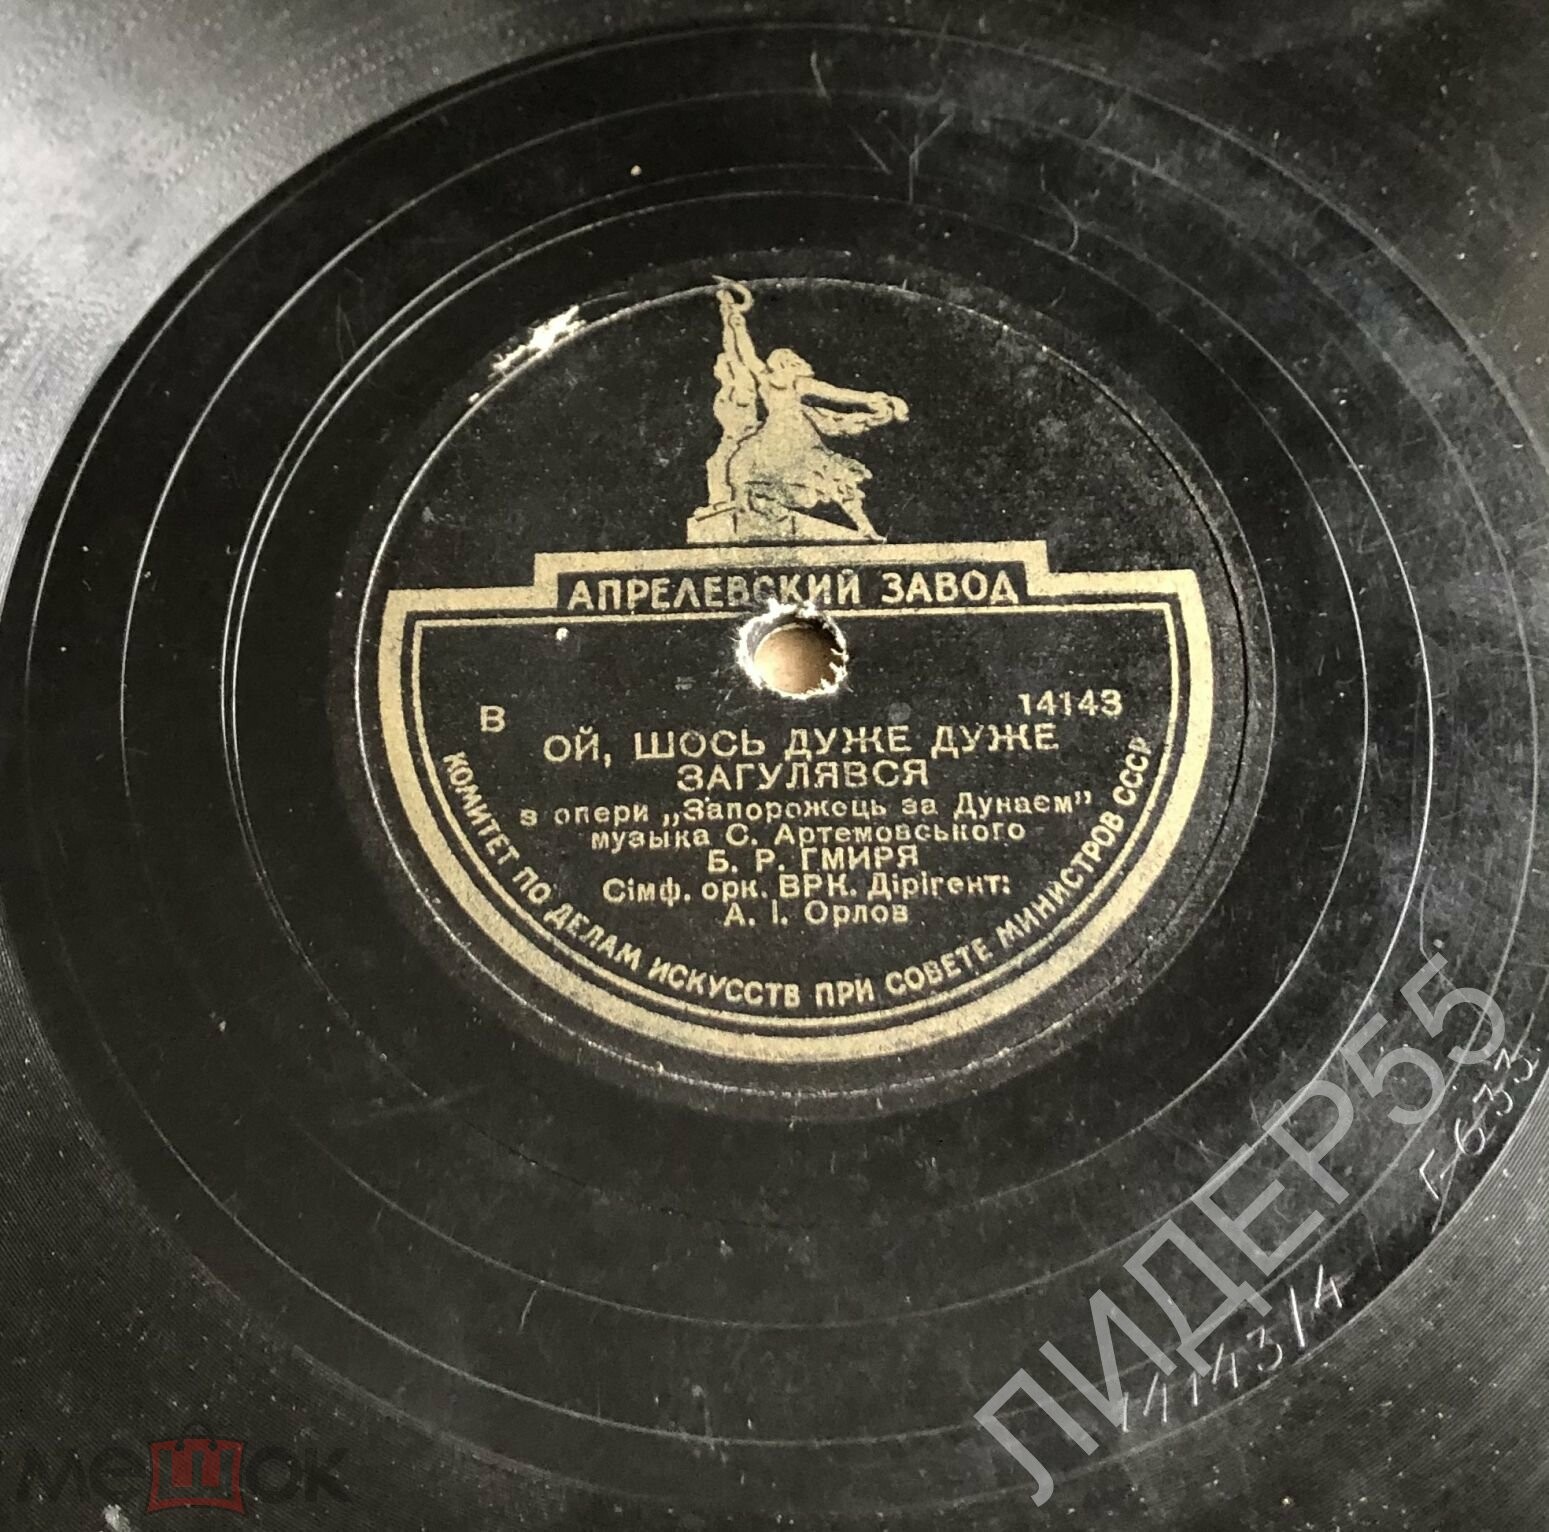 АПРЕЛЕВСКИЙ ЗАВОД
В
14143
ОЙ, ШОСЬ ДУЖЕ ДУЖЕ
ЗАГУЛЯВСЯ
з опери „Запорожець за Дунаєм"
музыка С. Артемовського
Б. Р. ГМИРЯ
Сімф. орк. ВРК. Дірігент:
А. І. Орлов
КОМИТЕТ ПО ДЕЛАМ ИСКУССТВ ПРИ СОВЕТЕ МИНИСТРОВ СССР
ЛИДЕР55
Г-633
14143/4
мешок